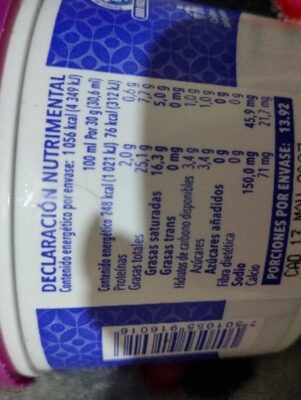 DECLARACIÓN NUTRIMENTAL
Contenido energético por envase: 1 056 kcal (4 349 kJ)
100 ml Por 30 g (30,6 ml)
Contenido energético 248 kcal (1 021 kJ) 76 kcal (312 kJ)
Proteínas 2,0 g 0,6 g
Grasas totales 25,1 g 7,7 g
Grasas saturadas 16,3 g 5,0 g
Grasas trans 0 mg 0 mg
Hidratos de carbono disponibles 3,4 g 1,0 g
Azúcares 3,4 g 1,0 g
Azúcares añadidos 0 g 0 g
Fibra Dietética 0 g 0 g
Sodio 150,0 mg 45,9 mg
Calcio 71 mg 21,7 mg
PORCIONES POR ENVASE: 13.92
CAD 17
7501055916016